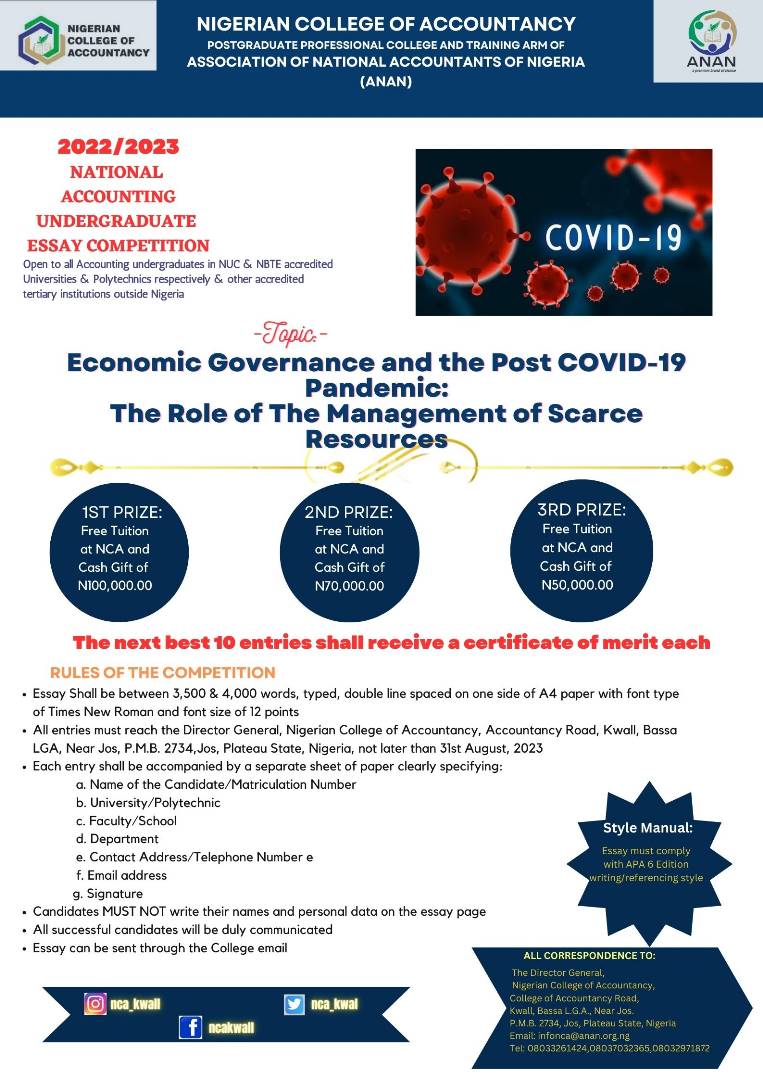 NIGERIAN
COLLEGE OF
ACCOUNTANCY
NIGERIAN COLLEGE OF ACCOUNTANCY
POSTGRADUATE PROFESSIONAL COLLEGE AND TRAINING ARM OF
ASSOCIATION OF NATIONAL ACCOUNTANTS OF NIGERIA
(ANAN)
ANAN
2022/2023
NATIONAL
ACCOUNTING
UNDERGRADUATE
ESSAY COMPETITION
Open to all Accounting undergraduates in NUC & NBTE accredited
Universities & Polytechnics respectively & other accredited
tertiary institutions outside Nigeria
COVID-19
-Topic:-
Economic Governance and the Post COVID-19
Pandemic:
The Role of The Management of Scarce
Resources
1ST PRIZE:
Free Tuition
at NCA and
Cash Gift of
N100,000.00
2ND PRIZE:
Free Tuition
at NCA and
Cash Gift of
N70,000.00
3RD PRIZE:
Free Tuition
at NCA and
Cash Gift of
N50,000.00
The next best 10 entries shall receive a certificate of merit each
RULES OF THE COMPETITION
• Essay Shall be between 3,500 & 4,000 words, typed, double line spaced on one side of A4 paper with font type
of Times New Roman and font size of 12 points
• All entries must reach the Director General, Nigerian College of Accountancy, Accountancy Road, Kwall, Bassa
LGA, Near Jos, P.M.B. 2734,Jos, Plateau State, Nigeria, not later than 31st August, 2023
• Each entry shall be accompanied by a separate sheet of paper clearly specifying:
a. Name of the Candidate/Matriculation Number
b. University/Polytechnic
c. Faculty/School
d. Department
e. Contact Address/Telephone Number e
f. Email address
g. Signature
• Candidates MUST NOT write their names and personal data on the essay page
• All successful candidates will be duly communicated
• Essay can be sent through the College email
Style Manual:
Essay must comply
with APA 6 Edition
writing/referencing style
nca_kwall
nca_kwal
ncakwall
ALL CORRESPONDENCE TO:
The Director General,
Nigerian College of Accountancy,
College of Accountancy Road,
Kwall, Bassa L.G.A., Near Jos.
P.M.B. 2734, Jos, Plateau State, Nigeria
Email: infonca@anan.org.ng
Tel: 08033261424,08037032365,08032971872